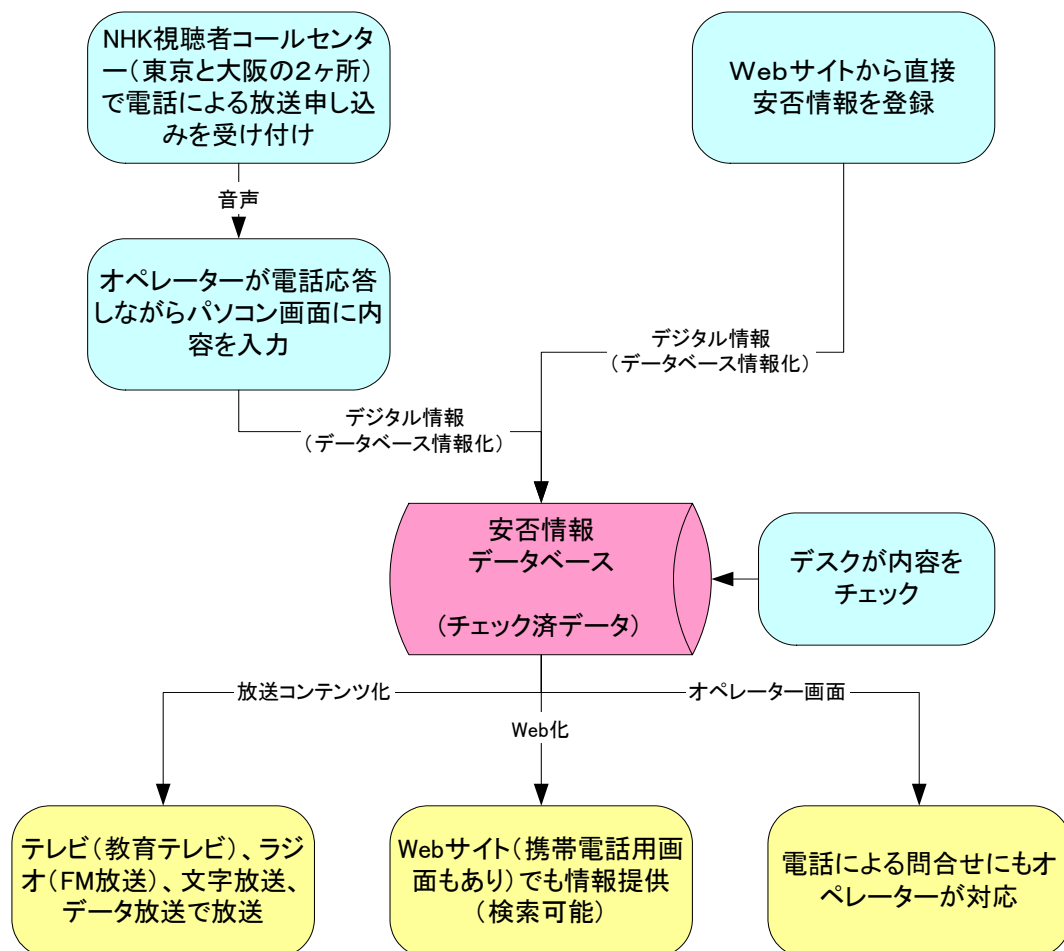 NHK視聴者コールセンタ
ー(東京と大阪の2ヶ所)
で電話による放送申し込
みを受け付け
Ｗｅｂサイトから直接
安否情報を登録
音声
オペレーターが電話応答
しながらパソコン画面に内
容を入力
デジタル情報
(データベース情報化)
デジタル情報
(データベース情報化)
安否情報
データベース
(チェック済データ)
デスクが内容を
チェック
放送コンテンツ化
Web化
オペレーター画面
テレビ(教育テレビ)、ラジ
オ(FM放送)、文字放送、
データ放送で放送
Webサイト(携帯電話用画
面もあり)でも情報提供
(検索可能)
電話による問合せにもオ
ペレーターが対応